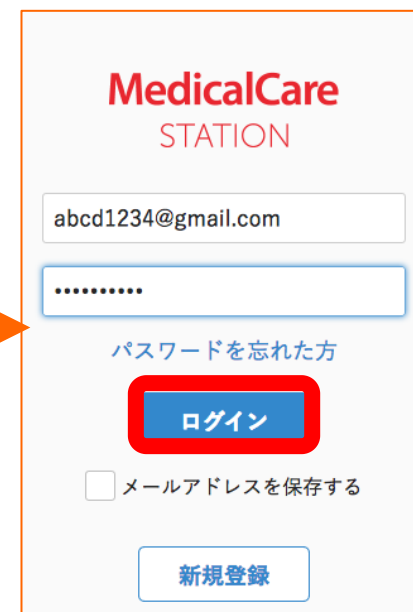 MedicalCare
STATION
abcd1234@gmail.com
••••••••••
パスワードを忘れた方
ログイン
メールアドレスを保存する
新規登録